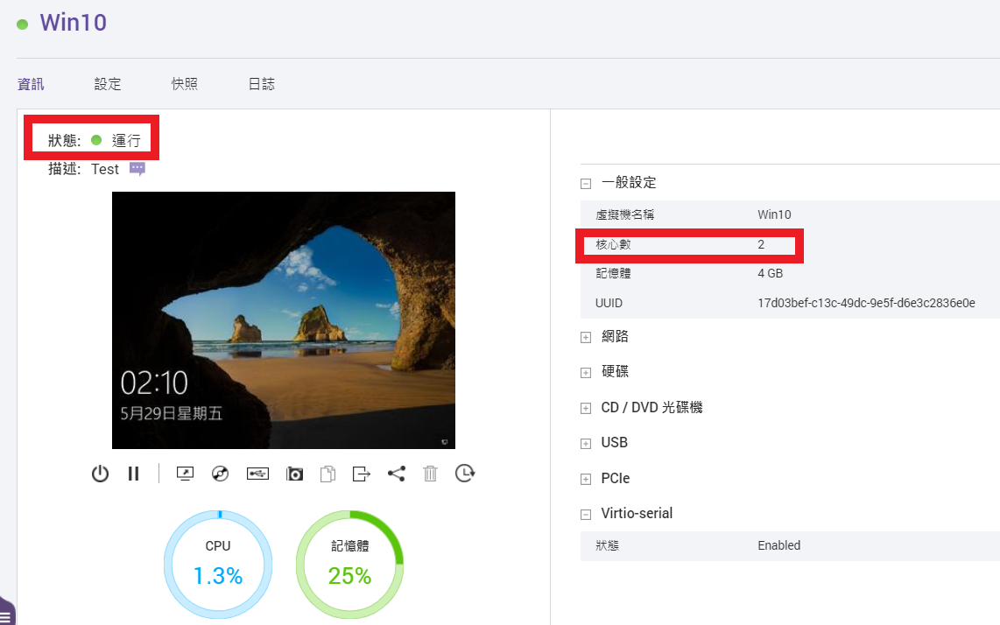 Win10
資訊 設定 快照 日誌
狀態: 運行
描述: Test
02:10
5月29日星期五
CPU
1.3%
記憶體
25%
一般設定
虛擬機名稱 Win10
核心數 2
記憶體 4 GB
UUID 17d03bef-c13c-49dc-9e5f-d6e3c2836e0e
網路
硬碟
CD / DVD 光碟機
USB
PCIe
Virtio-serial
狀態 Enabled